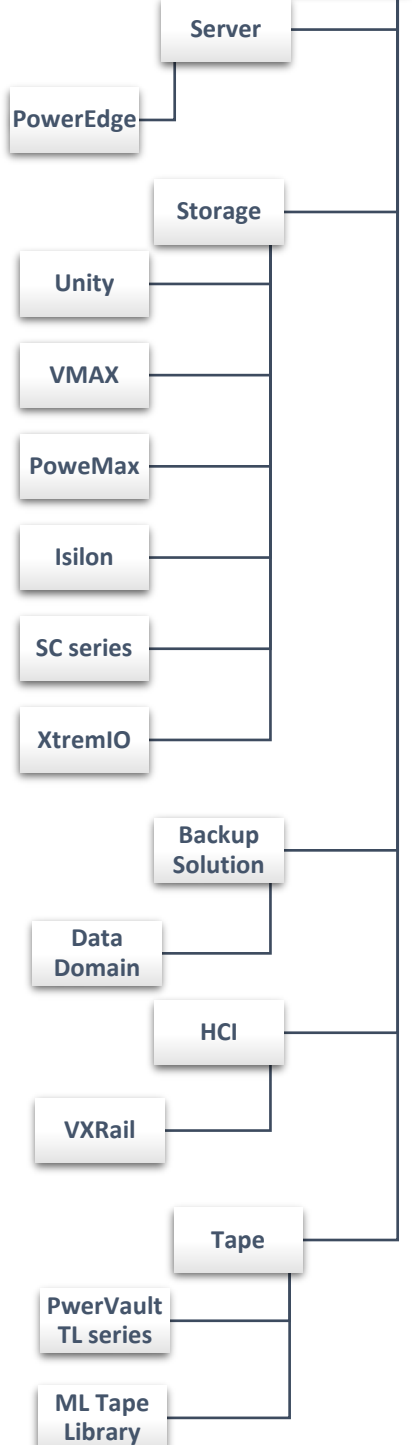 Server
PowerEdge
Storage
Unity
VMAX
PoweMax
Isilon
SC series
XtremIO
Backup
Solution
Data
Domain
HCI
VXRail
Tape
PwerVault
TL series
ML Tape
Library